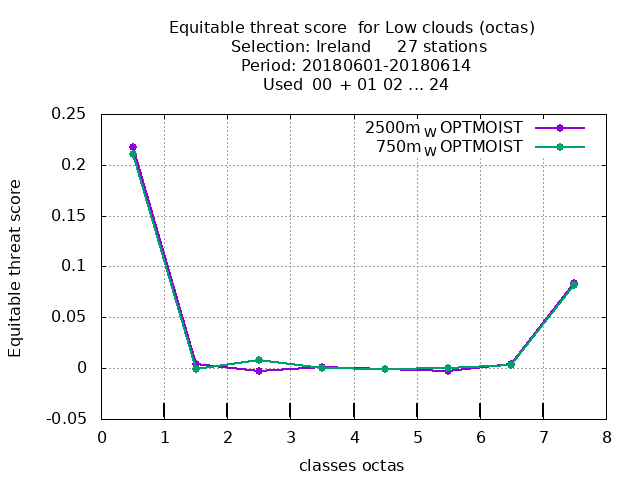 Equitable threat score  for Low clouds (octas)
Selection: Ireland     27 stations
Period: 20180601-20180614
Used  00  + 01 02 ... 24
2500m W OPTMOIST
750m W OPTMOIST
Equitable threat score
0.25
0.2
0.15
0.1
0.05
0
-0.05
0 1 2 3 4 5 6 7 8
classes octas